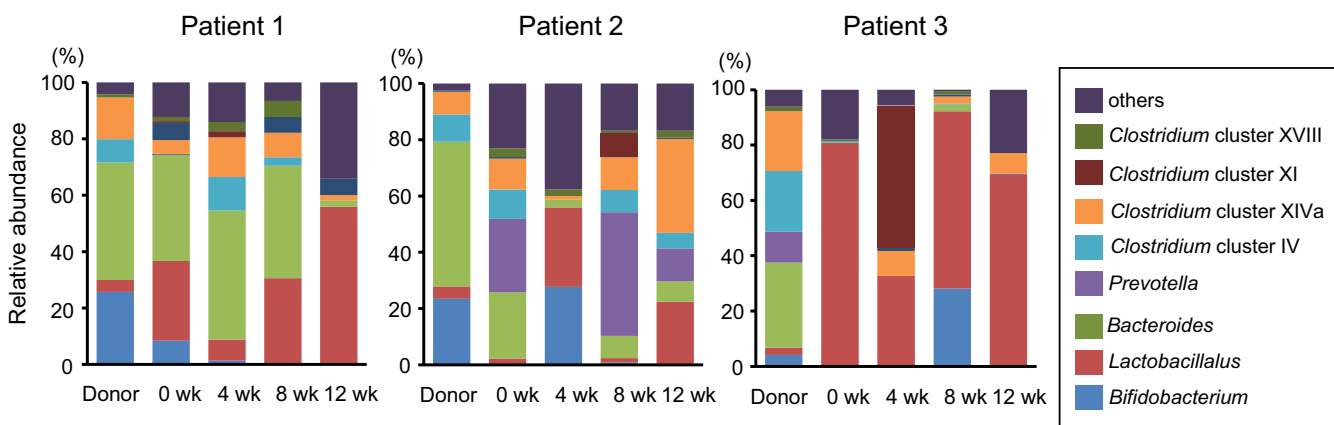 Patient 1
Patient 2
Patient 3
(%)
(%)
(%)
Relative abundance
100
80
60
40
20
0
100
80
60
40
20
0
100
80
60
40
20
0
Donor 0 wk 4 wk 8 wk 12 wk
Donor 0 wk 4 wk 8 wk 12 wk
Donor 0 wk 4 wk 8 wk 12 wk
others
Clostridium cluster XVIII
Clostridium cluster XI
Clostridium cluster XIVa
Clostridium cluster IV
Prevotella
Bacteroides
Lactobacillalus
Bifidobacterium